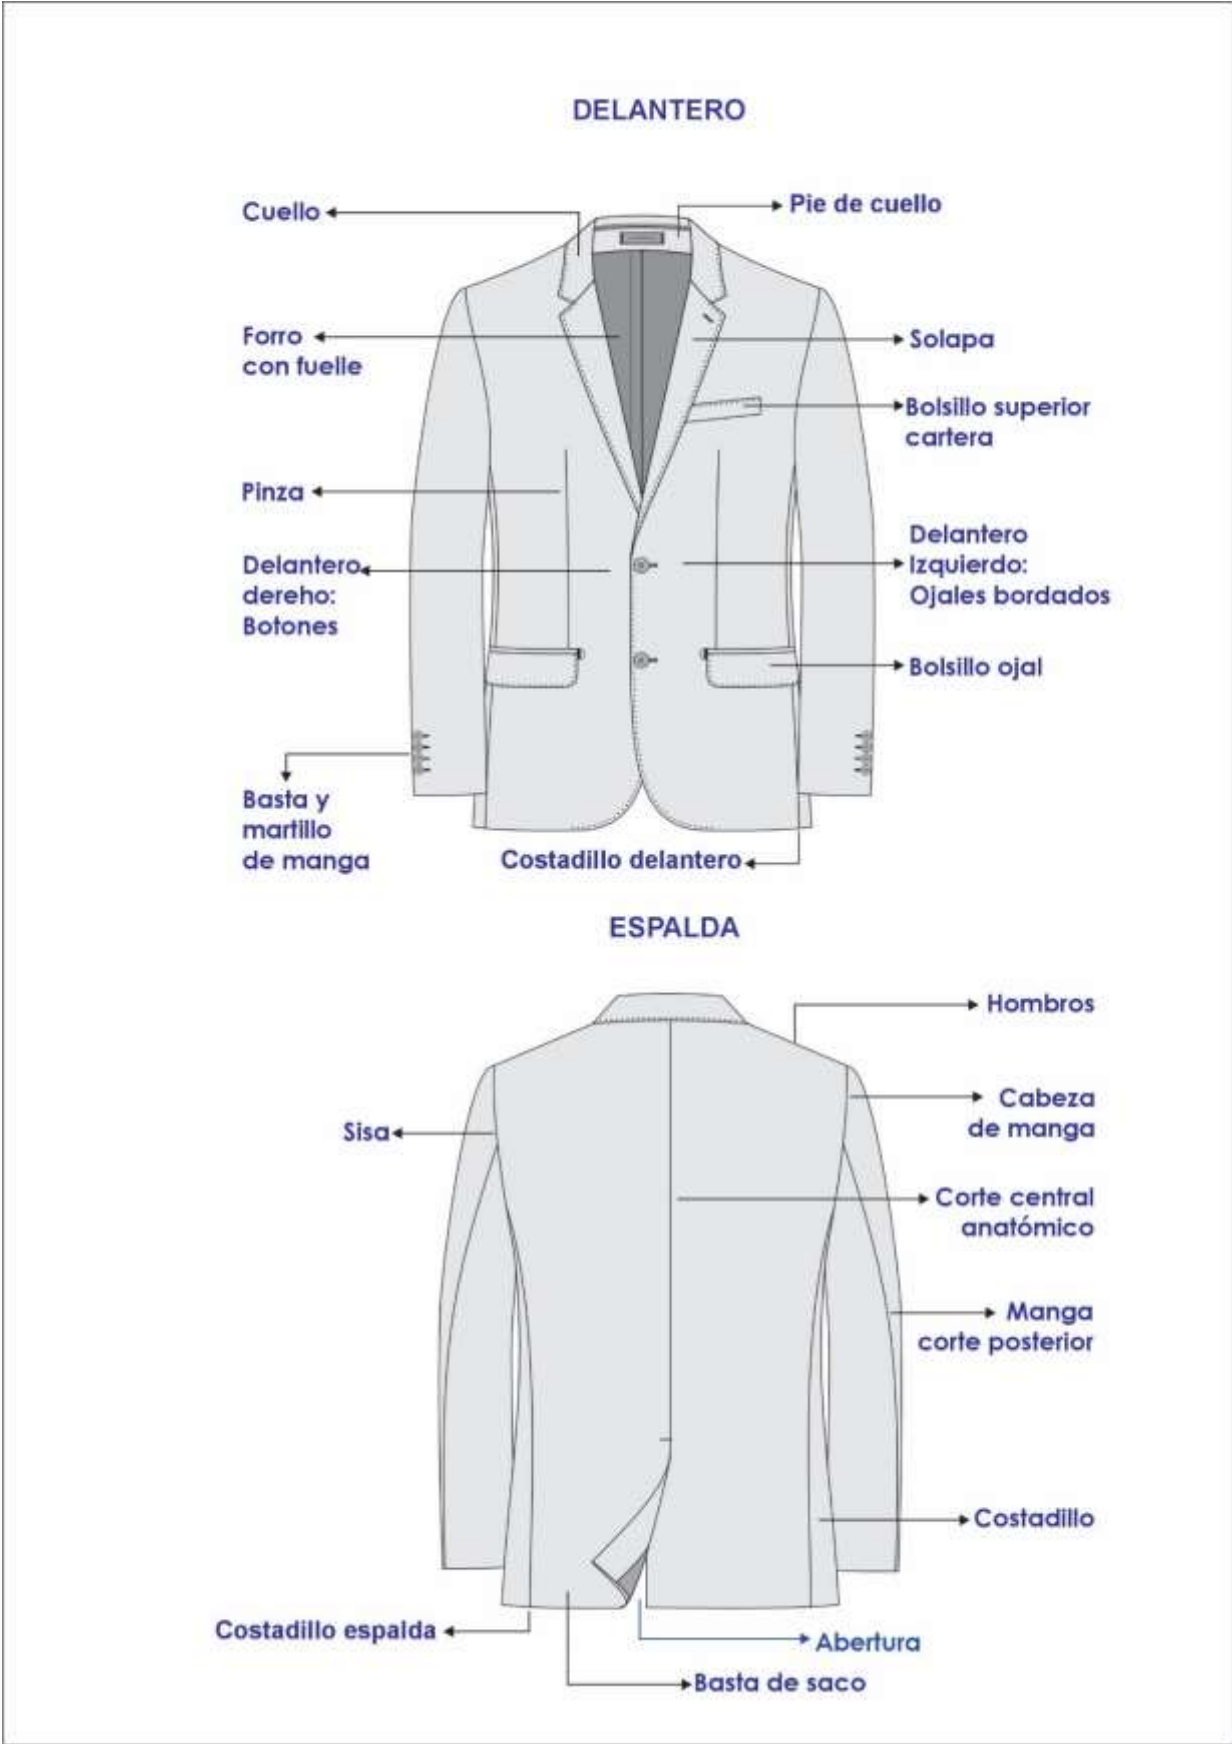 DELANTERO
Cuello
Pie de cuello
Forro
con fuelle
Solapa
Bolsillo superior
cartera
Pinza
Delantero
dereho:
Botones
Delantero
Izquierdo:
Ojales bordados
Bolsillo ojal
Basta y
martillo
de manga
Costadillo delantero
ESPALDA
Hombros
Cabeza
de manga
Sisa
Corte central
anatómico
Manga
corte posterior
Costadillo
Costadillo espalda
Abertura
Basta de saco